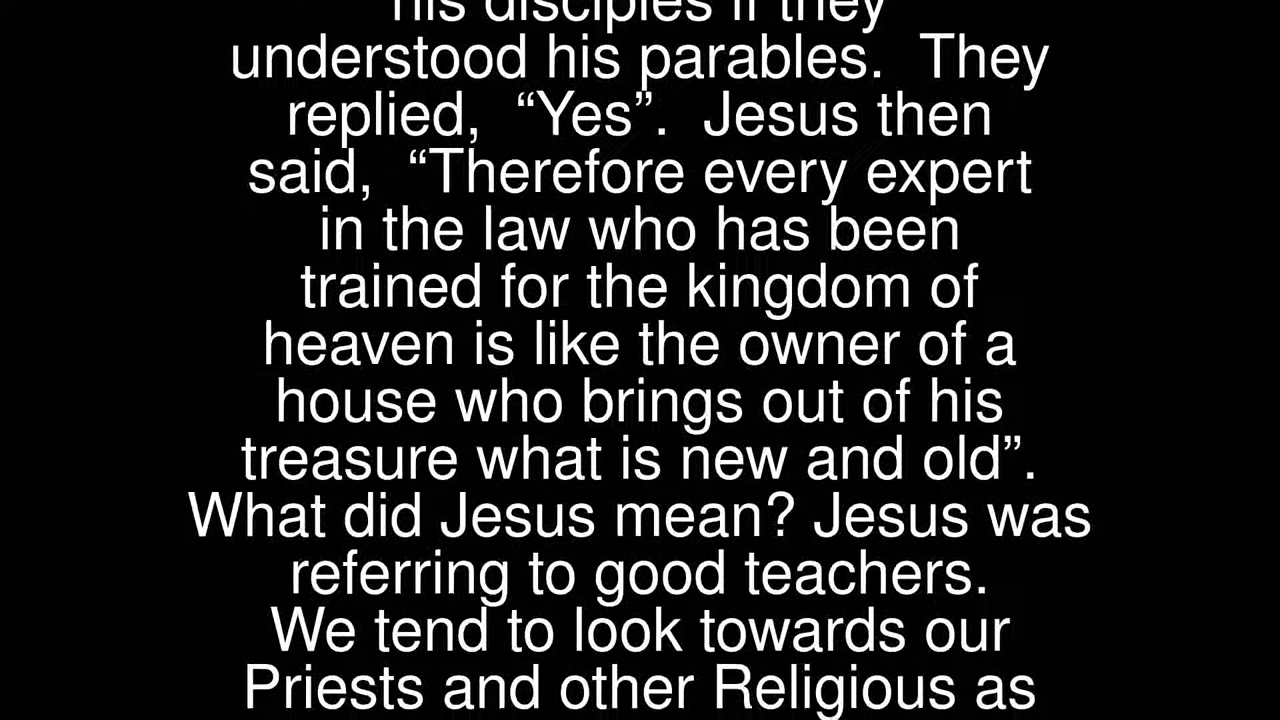 his disciples if they
understood his parables.  They
replied,  “Yes”.  Jesus then
said,  “Therefore every expert
in the law who has been
trained for the kingdom of
heaven is like the owner of a
house who brings out of his
treasure what is new and old”.
What did Jesus mean? Jesus was
referring to good teachers.
We tend to look towards our
Priests and other Religious as